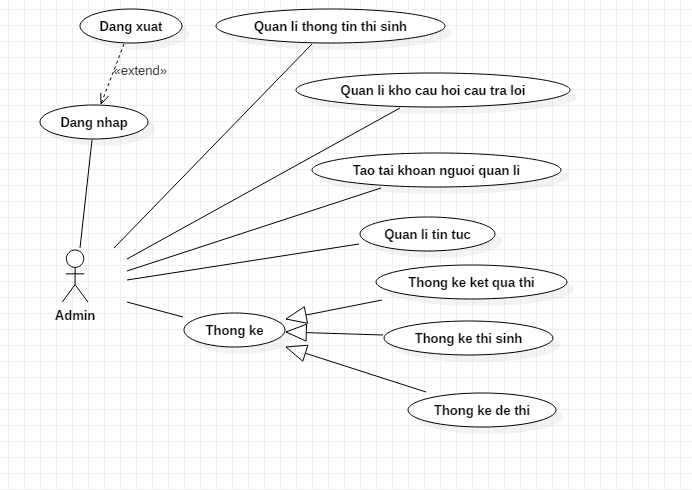 Dang xuat
Quan li thong tin thi sinh
«extend»
Quan li kho cau hoi cau tra loi
Dang nhap
Tao tai khoan nguoi quan li
Quan li tin tuc
Thong ke ket qua thi
Admin
Thong ke
Thong ke thi sinh
Thong ke de thi